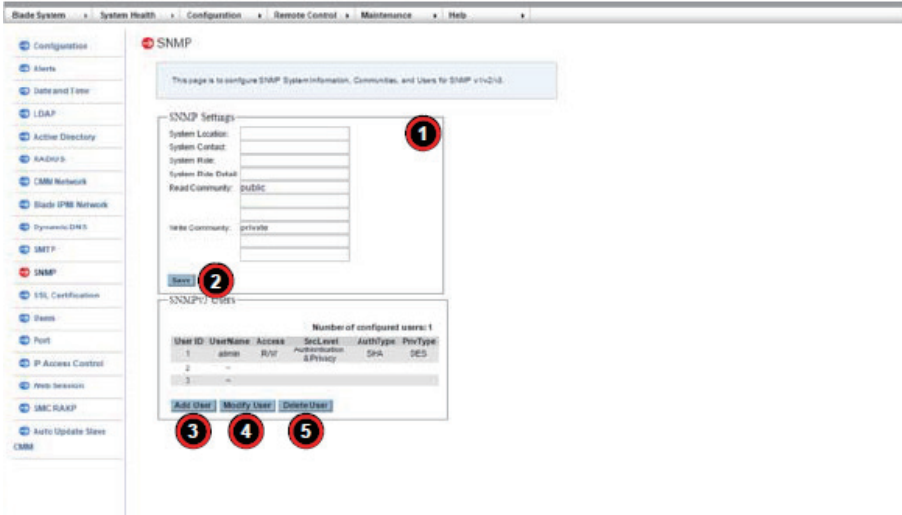 Blade System
System Health
Configuration
Remote Control
Maintenance
Help
Configuration
Alerts
Date and Time
LDAP
Active Directory
RADIUS
CMM Network
Blade IPMI Network
Dynamic DNS
SMTP
SNMP
SSL Certification
Users
Port
IP Access Control
Web Session
SMC RAKP
Auto Update Slave
CMM
SNMP
This page is to configure SNMP System Information, Communities, and Users for SNMP v1/v2/v3.
SNMP Settings
1
System Location:
System Contact:
System Role:
System Role Detail:
Read Community: public
Write Community: private
Save
2
SNMPv3 Users
Number of configured users: 1
User ID UserName Access SecLevel AuthType PrivType
1 admin R/W Authentication & Privacy SHA DES
2 ~
3 ~
Add User Modify User Delete User
3 4 5